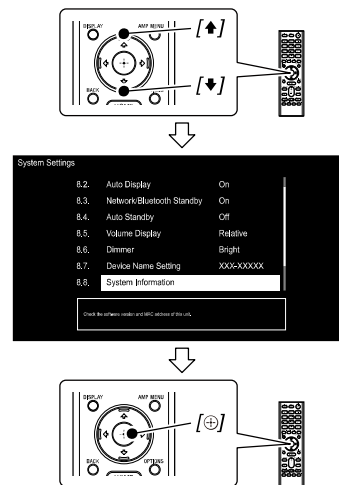 DISPLAY AMP MENU
[↑]
[↓]
BACK
System Settings
8.2. Auto Display On
8.3. Network/Bluetooth Standby On
8.4. Auto Standby Off
8.5. Volume Display Relative
8.6. Dimmer Bright
8.7. Device Name Setting XXX-XXXXX
8.8. System Information
Check the software version and MAC address of this unit.
DISPLAY AMP MENU
[⊕]
BACK OPTIONS